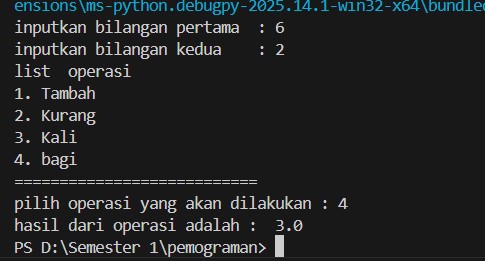 ensions\ms-python.debugpy-2025.14.1-win32-x64\bundled
inputkan bilangan pertama  : 6
inputkan bilangan kedua   : 2
list  operasi
1. Tambah
2. Kurang
3. Kali
4. bagi
===========================
pilih operasi yang akan dilakukan : 4
hasil dari operasi adalah :  3.0
PS D:\Semester 1\pemograman>